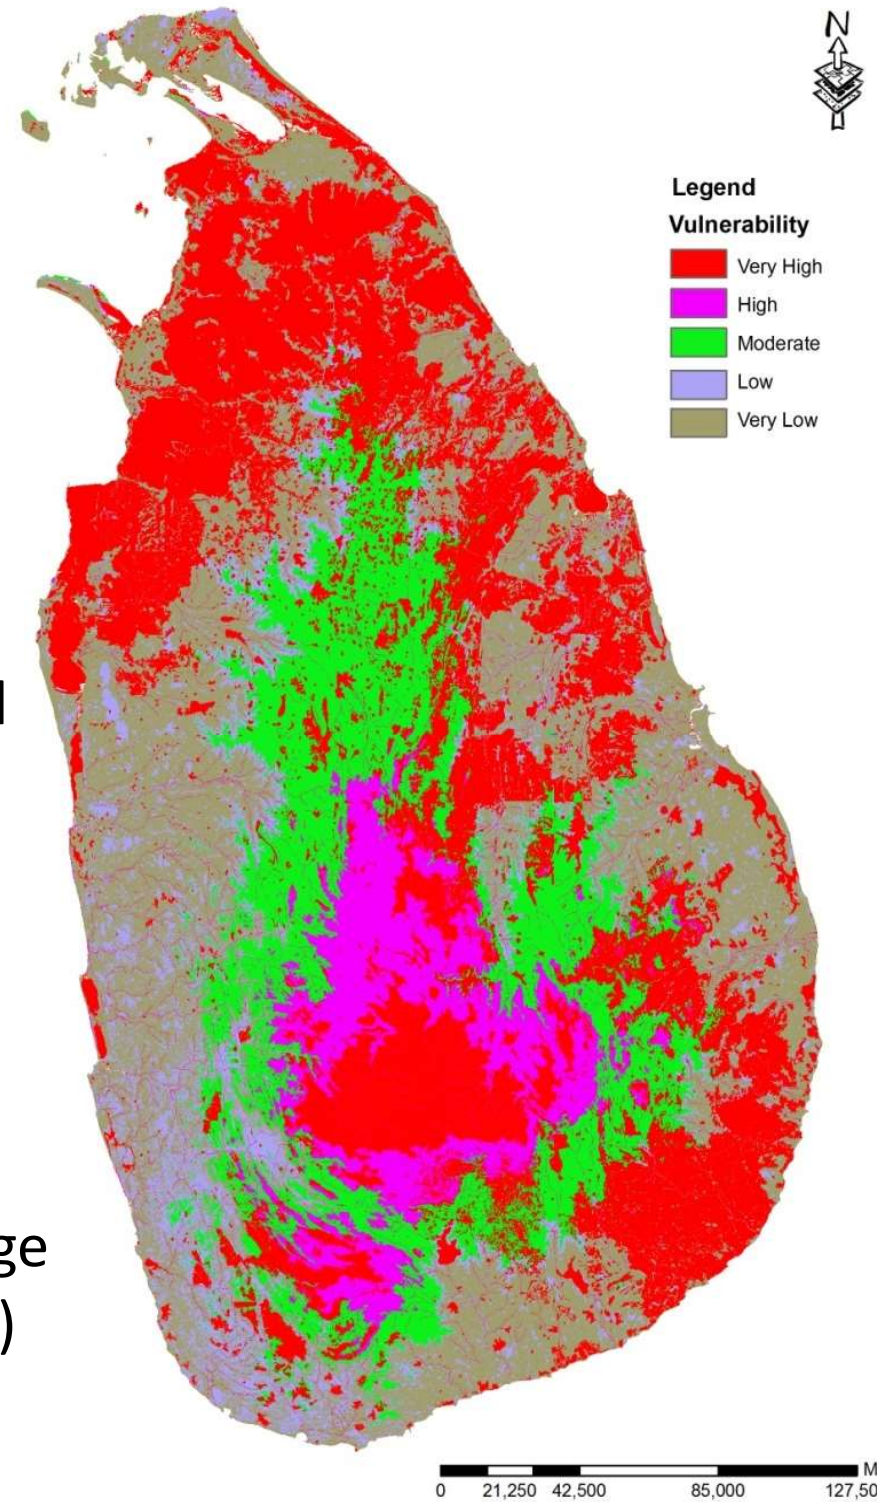 N
Legend
Vulnerability
Very High
High
Moderate
Low
Very Low
)
M
0 21,250 42,500 85,000 127,50